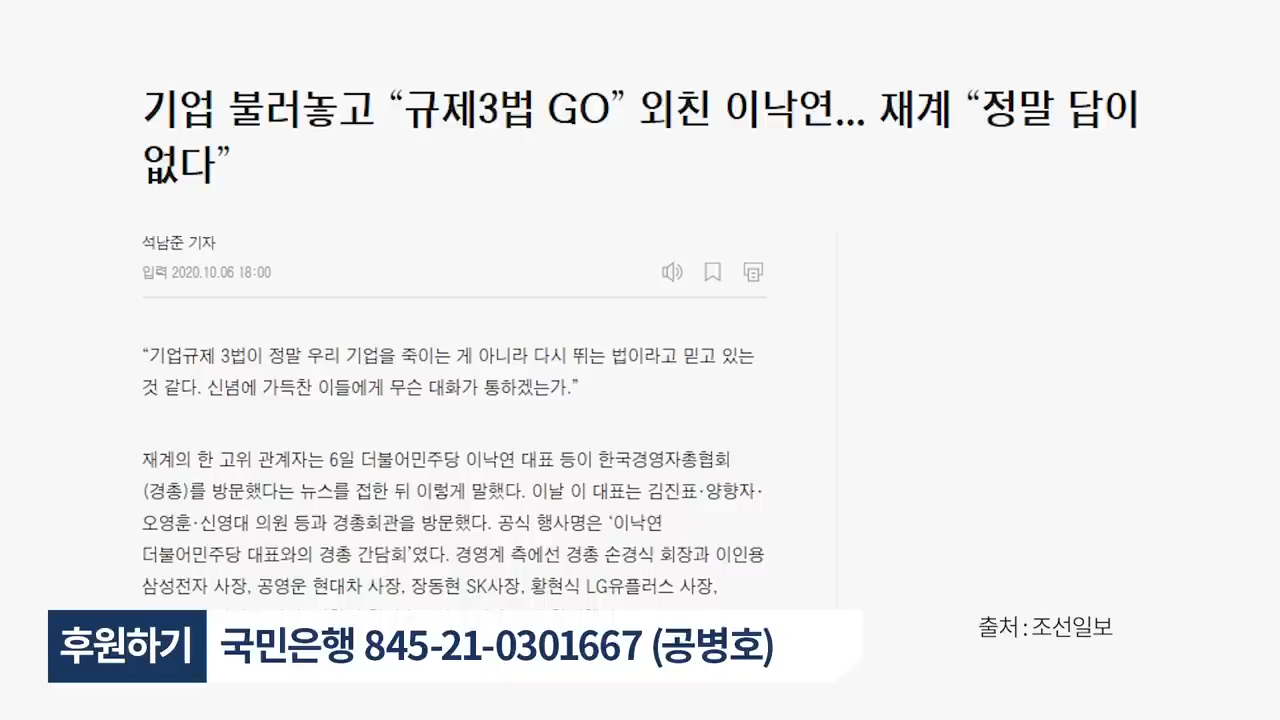 기업 불러놓고 “규제3법 GO” 외친 이낙연... 재계 “정말 답이
없다”
석남준 기자
입력 2020.10.06 18:00
“기업규제 3법이 정말 우리 기업을 죽이는 게 아니라 다시 뛰는 법이라고 믿고 있는
것 같다. 신념에 가득찬 이들에게 무슨 대화가 통하겠는가.”
재계의 한 고위 관계자는 6일 더불어민주당 이낙연 대표 등이 한국경영자총협회
(경총)를 방문했다는 뉴스를 접한 뒤 이렇게 말했다. 이날 이 대표는 김진표·양향자·
오영훈·신영대 의원 등과 경총회관을 방문했다. 공식 행사명은 ‘이낙연
더불어민주당 대표와의 경총 간담회’였다. 경영계 측에선 경총 손경식 회장과 이인용
삼성전자 사장, 공영운 현대차 사장, 장동현 SK사장, 황현식 LG유플러스 사장,
후원하기 국민은행 845-21-0301667 (공병호)
출처 : 조선일보